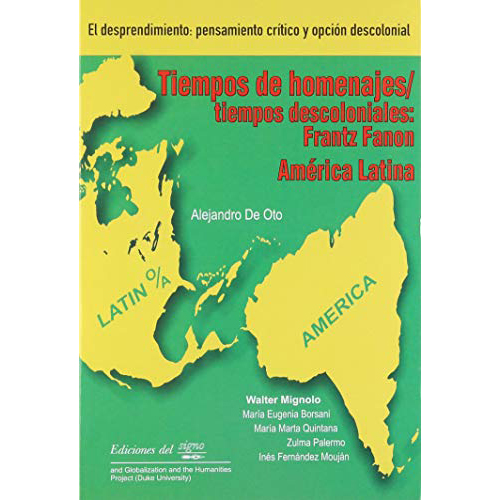 El desprendimiento: pensamiento crítico y opción descolonial
Tiempos de homenajes/
tiempos descoloniales:
Frantz Fanon
América Latina
Alejandro De Oto
LATIN %A
AMERICA
Walter Mignolo
María Eugenia Borsani
María Marta Quintana
Zulma Palermo
Inés Fernández Mouján
Ediciones del signo
and Globalization and the Humanities
Project (Duke University)